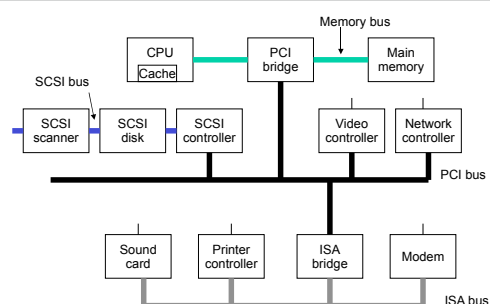 Memory bus
CPU
Cache
PCI
bridge
Main
memory
SCSI bus
SCSI
scanner
SCSI
disk
SCSI
controller
Video
controller
Network
controller
PCI bus
Sound
card
Printer
controller
ISA
bridge
Modem
ISA bus